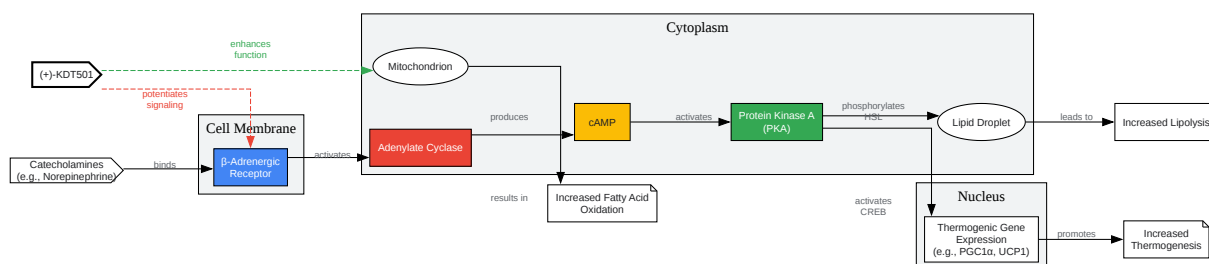 Cytoplasm
enhances
function
(+)-KDT501
Mitochondrion
potentiates
signaling
Cell Membrane
β-Adrenergic
Receptor
Catecholamines
(e.g., Norepinephrine)
binds
activates
Adenylate Cyclase
produces
cAMP
activates
Protein Kinase A
(PKA)
phosphorylates
HSL
Lipid Droplet
leads to
Increased Lipolysis
results in
Increased Fatty Acid
Oxidation
activates
CREB
Nucleus
Thermogenic Gene
Expression
(e.g., PGC1α, UCP1)
promotes
Increased
Thermogenesis